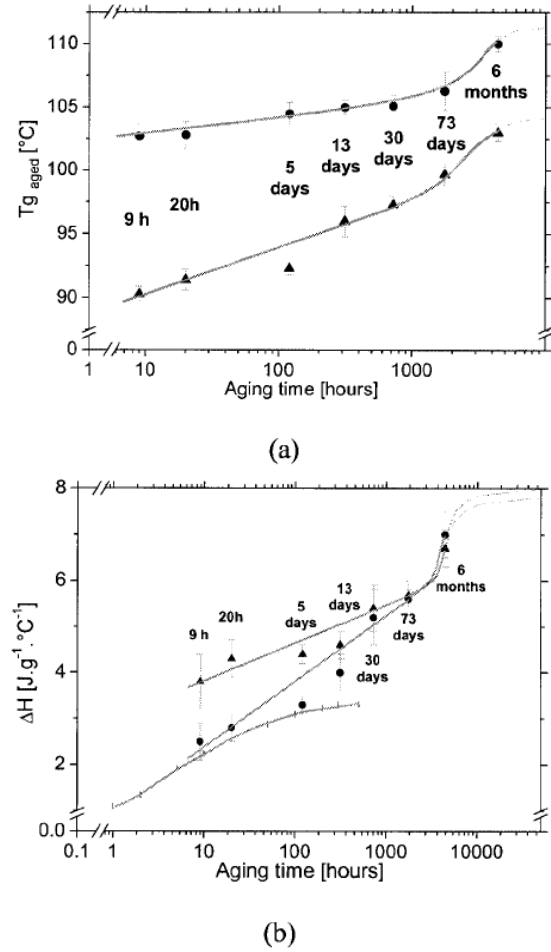 110
105
100
95
90
0
Tg aged [°C]
9 h
20h
5
days
13
days
30
days
73
days
6
months
1
10
100
1000
Aging time [hours]
(a)
8
6
4
2
0.0
ΔH [J.g⁻¹.°C⁻¹]
9 h
20h
5
days
13
days
30
days
73
days
6
months
0.1
1
10
100
1000
10000
Aging time [hours]
(b)